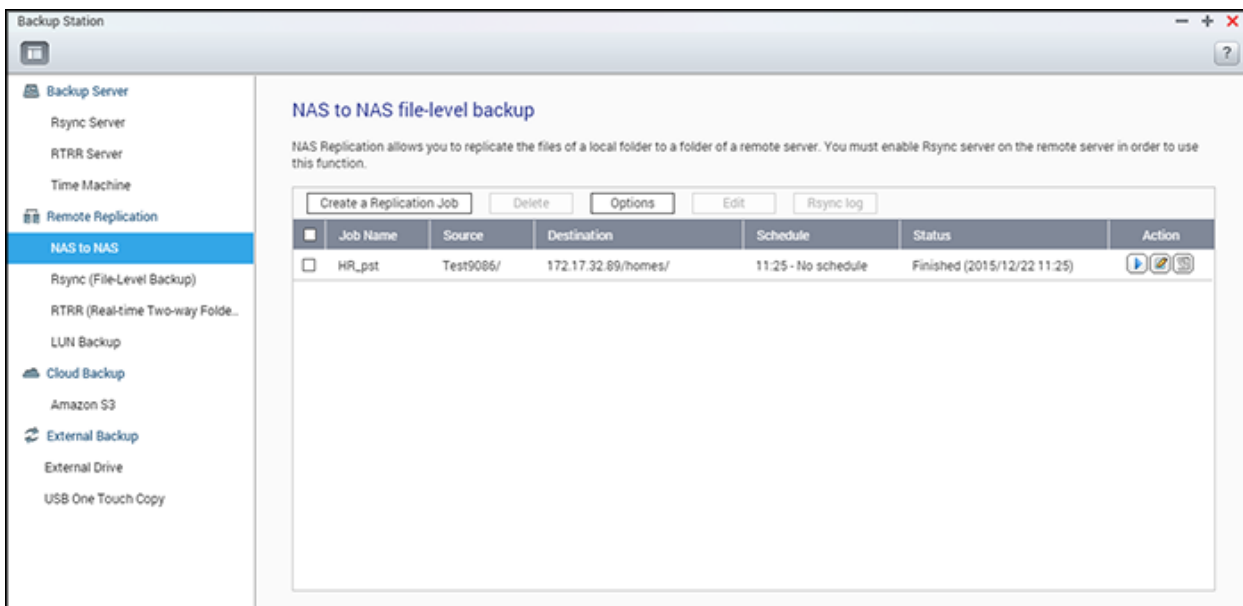 Backup Station
?
Backup Server
Rsync Server
RTRR Server
Time Machine
Remote Replication
NAS to NAS
Rsync (File-Level Backup)
RTRR (Real-time Two-way Folde..
LUN Backup
Cloud Backup
Amazon S3
External Backup
External Drive
USB One Touch Copy
NAS to NAS file-level backup
NAS Replication allows you to replicate the files of a local folder to a folder of a remote server. You must enable Rsync server on the remote server in order to use
this function.
Create a Replication Job Delete Options Edit Rsync log
Job Name Source Destination Schedule Status Action
HR_pst Test9086/ 172.17.32.89/homes/ 11:25 - No schedule Finished (2015/12/22 11:25)